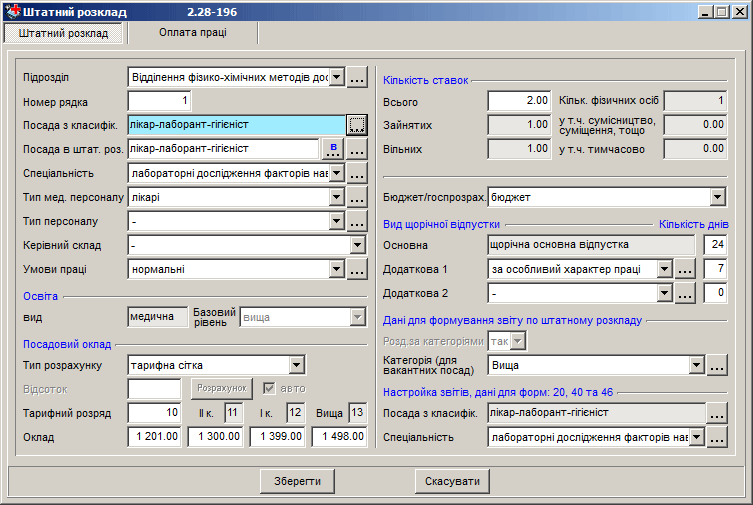 Штатний розклад 2.28-196
Штатний розклад Оплата праці
Підрозділ Відділення фізико-хімічних методів дос ...
Номер рядка 1
Посада з класифік. лікар-лаборант-гігієніст ...
Посада в штат. роз. лікар-лаборант-гігієніст В ... ...
Спеціальність лабораторні дослідження факторів нав ...
Тип мед. персоналу лікарі ...
Тип персоналу - ...
Керівний склад -
Умови праці нормальні ...
Освіта
вид медична Базовий рівень вища
Посадовий оклад
Тип розрахунку тарифна сітка
Відсоток Розрахунок авто
Тарифний розряд 10 II к. 11 I к. 12 Вища 13
Оклад 1 201.00 1 300.00 1 399.00 1 498.00
Кількість ставок
Всього 2.00 Кільк. фізичних осіб 1
Зайнятих 1.00 у т.ч. сумісництво, суміщення, тощо 0.00
Вільних 1.00 у т.ч. тимчасово 0.00
Бюджет/госпрозрах. бюджет
Вид щорічної відпустки Кількість днів
Основна щорічна основна відпустка 24
Додаткова 1 за особливий характер праці ... 7
Додаткова 2 - ... 0
Дані для формування звіту по штатному розкладу
Розд.за категоріями так
Категорія (для вакантних посад) Вища ...
Настройка звітів, дані для форм: 20, 40 та 46
Посада з класифік. лікар-лаборант-гігієніст ...
Спеціальність лабораторні дослідження факторів нав ...
Зберегти Скасувати